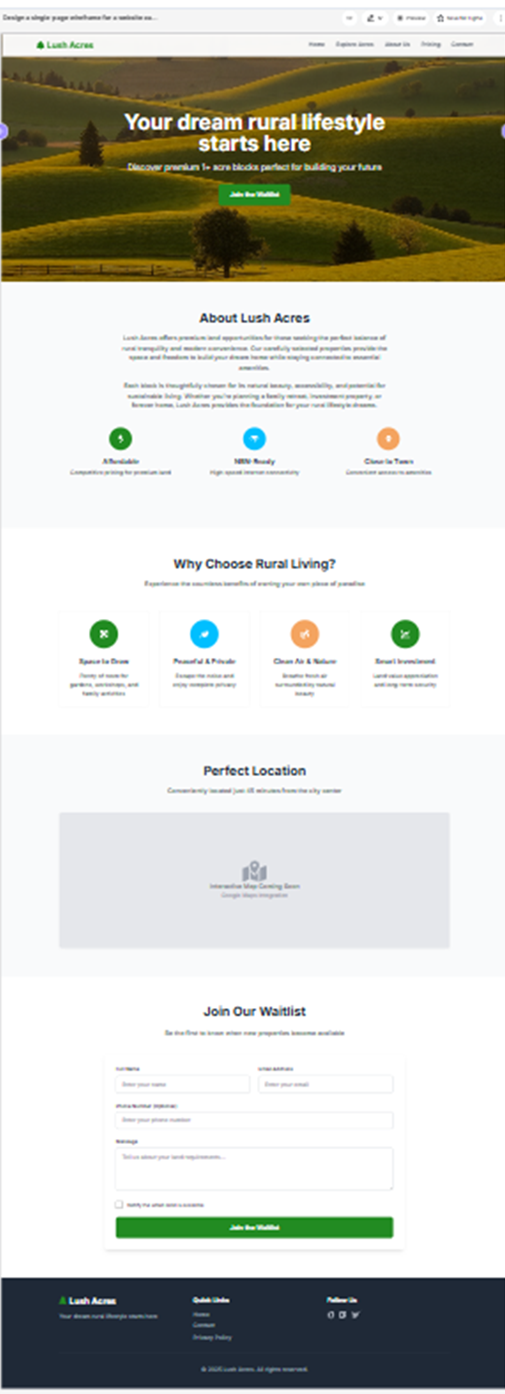 Design a single page wireframe for a website
Preview
Lush Acres
Home
Explore Acres
About Us
Pricing
Contact
Your dream rural lifestyle
starts here
Discover premium 1+ acre blocks perfect for building your future
Join the Waitlist
About Lush Acres
Lush Acres offers premium land opportunities for those seeking the perfect balance of
rural tranquility and modern convenience. Our carefully selected properties provide the
space and freedom to build your dream home while staying connected to essential
amenities.
Each block is thoughtfully chosen for its natural beauty, accessibility, and potential for
sustainable living. Whether you're planning a family retreat, investment property, or
forever home, Lush Acres provides the foundation for your rural lifestyle dreams.
Affordable
Competitive pricing for premium land
NBN-Ready
High-speed internet connectivity
Close to Town
Convenient access to amenities
Why Choose Rural Living?
Experience the countless benefits of owning your own piece of paradise
Space to Grow
Plenty of room for
gardens, workshops, and
family activities
Peaceful & Private
Escape the noise and
enjoy complete privacy
Clean Air & Nature
Breathe fresh air
surrounded by natural
beauty
Smart Investment
Land value appreciation
and long-term security
Perfect Location
Conveniently located just minutes from the city center
Interactive Map Coming Soon
Google Maps Integration
Join Our Waitlist
Be the first to know when new properties become available
Full Name
Email Address
Enter your name
Enter your email
Phone Number (Optional)
Enter your phone number
Message
Tell us about your land requirements...
Notify me when land is available
Join the Waitlist
Lush Acres
Your dream rural lifestyle starts here.
Quick Links
Home
Contact
Privacy Policy
Follow Us
© 2025 Lush Acres. All rights reserved.